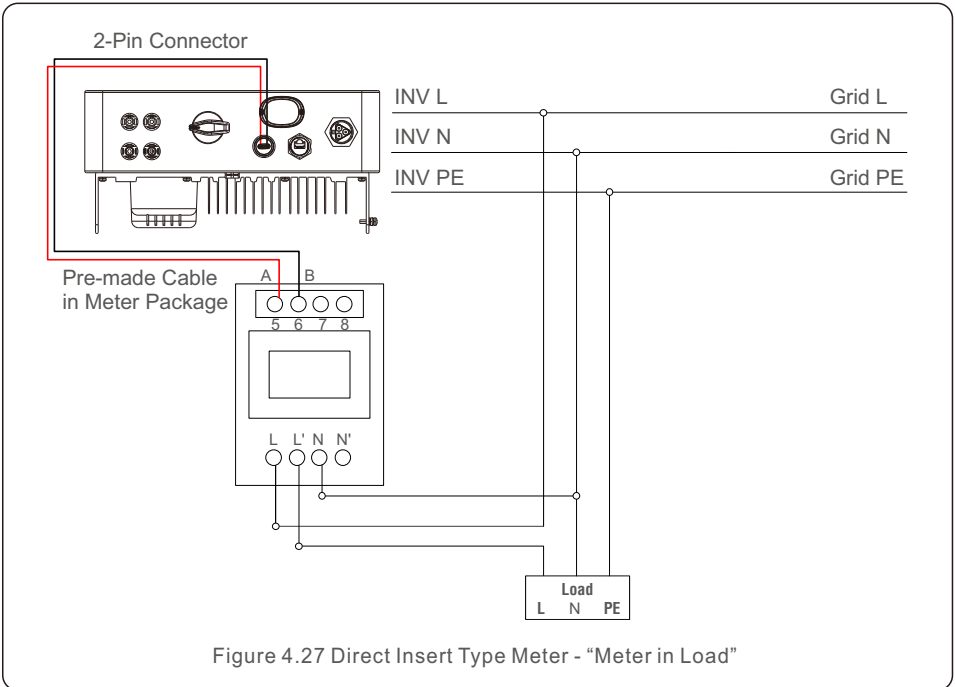 2-Pin Connector
INV L
Grid L
INV N
Grid N
INV PE
Grid PE
Pre-made Cable
in Meter Package
A B
5 6 7 8
L L' N N'
Load
L N PE
Figure 4.27 Direct Insert Type Meter - “Meter in Load”